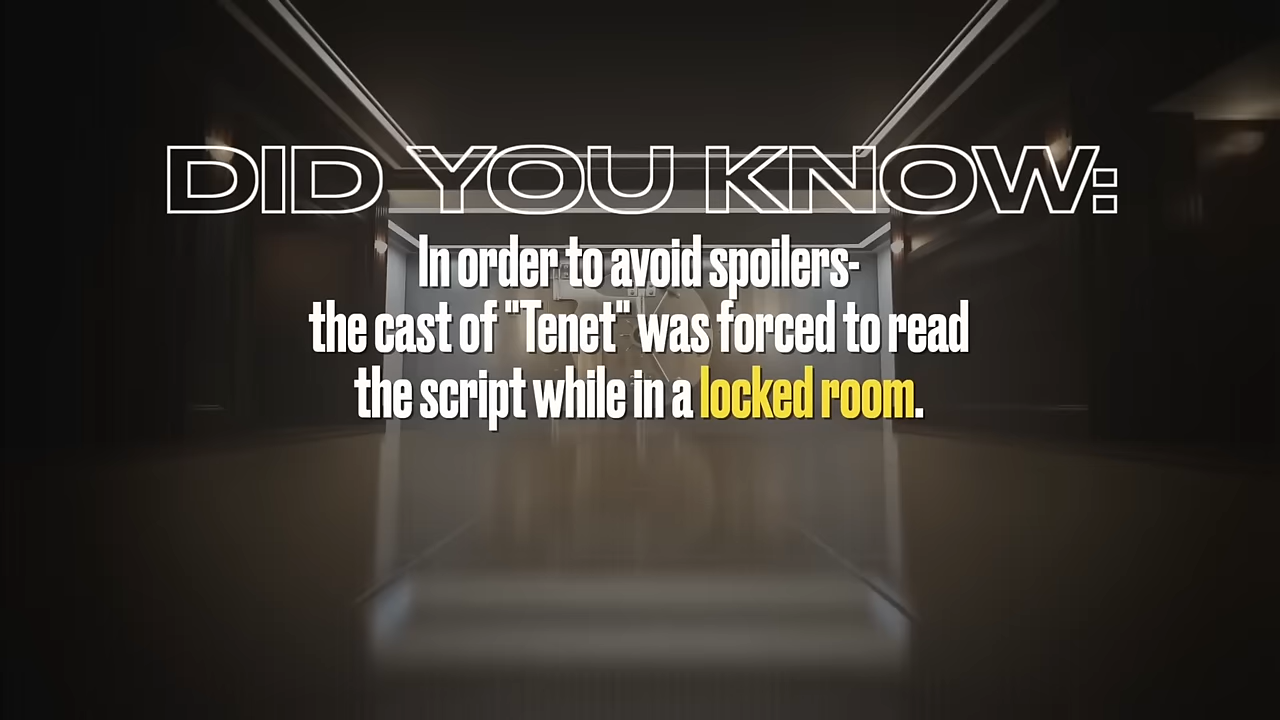 DID YOU KNOW:
In order to avoid spoilers-
the cast of "Tenet" was forced to read
the script while in a locked room.